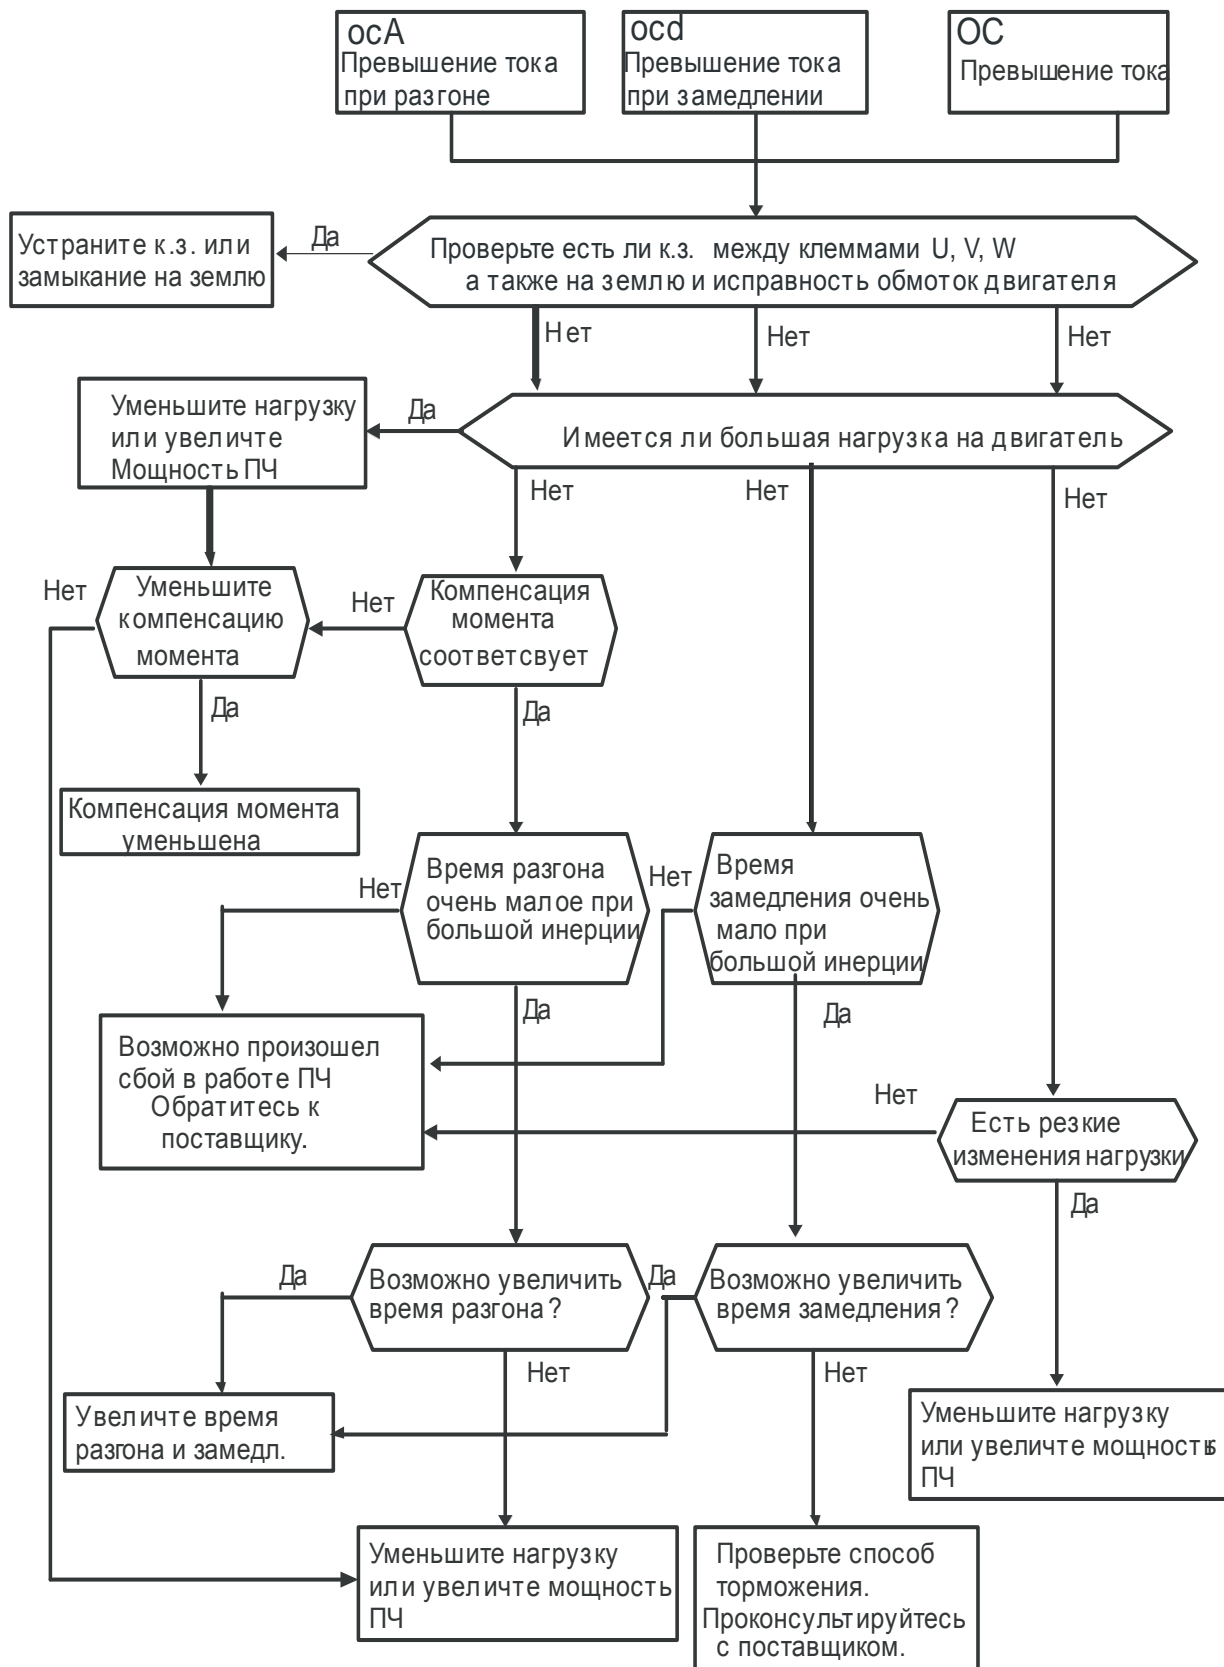 ocA
Превышение тока
при разгоне
ocd
Превышение тока
при замедлении
OC
Превышение тока
Устраните к.з. или
замыкание на землю
Да
Проверьте есть ли к.з. между клеммами U, V, W
а также на землю и исправность обмоток двигателя
Нет
Нет
Нет
Уменьшите нагрузку
или увеличте
Мощность ПЧ
Да
Имеется ли большая нагрузка на двигатель
Нет
Нет
Нет
Нет
Уменьшите
компенсацию
момента
Нет
Компенсация
момента
соответсвует
Да
Да
Компенсация момента
уменьшена
Нет
Время разгона
очень малое при
большой инерции
Нет
Время
замедления очень
мало при
большой инерции
Да
Да
Возможно произошел
сбой в работе ПЧ
Обратитесь к
поставщику.
Нет
Есть резкие
изменения нагрузки
Да
Да
Возможно увеличить
время разгона?
Да
Возможно увеличить
время замедления?
Нет
Нет
Увеличте время
разгона и замедл.
Уменьшите нагрузку
или увеличте мощность
ПЧ
Уменьшите нагрузку
или увеличте мощность
ПЧ
Проверьте способ
торможения.
Проконсультируйтесь
с поставщиком.